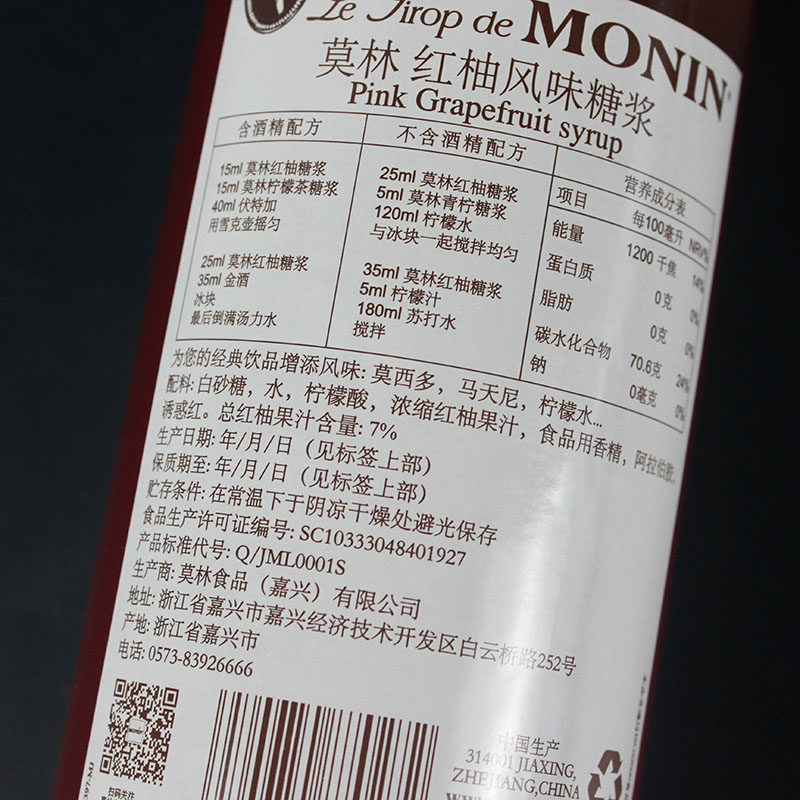 Le Sirop de MONIN
莫林 红柚风味糖浆
Pink Grapefruit syrup
含酒精配方
15ml 莫林红柚糖浆
15ml 莫林柠檬茶糖浆
40ml 伏特加
用雪克壶摇匀
25ml 莫林红柚糖浆
35ml 金酒
冰块
最后倒满汤力水
不含酒精配方
25ml 莫林红柚糖浆
5ml 莫林青柠糖浆
120ml 柠檬水
与冰块一起搅拌均匀
35ml 莫林红柚糖浆
5ml 柠檬汁
180ml 苏打水
搅拌
营养成分表
项目 每100毫升 NRV%
能量 1200 千焦 14%
蛋白质 0克 0%
脂肪 0克 0%
碳水化合物 70.6克 24%
钠 0毫克 0%
为您的经典饮品增添风味: 莫西多, 马天尼, 柠檬水...
配料: 白砂糖, 水, 柠檬酸, 浓缩红柚果汁, 食品用香精, 阿拉伯胶,
诱惑红。总红柚果汁含量: 7%
生产日期: 年/月/日 (见标签上部)
保质期至: 年/月/日 (见标签上部)
贮存条件: 在常温下于阴凉干燥处避光保存
食品生产许可证编号: SC10333048401927
产品标准代号: Q/JML0001S
生产商: 莫林食品 (嘉兴) 有限公司
地址: 浙江省嘉兴市嘉兴经济技术开发区白云桥路252号
产地: 浙江省嘉兴市
电话: 0573-83926666
MONIN
扫码关注
中国生产
314001 JIAXING,
ZHEJIANG,CHINA